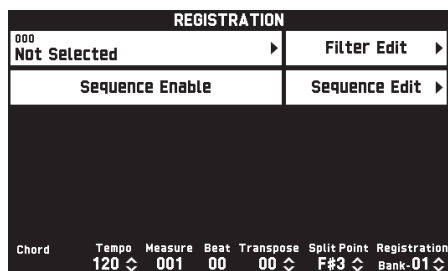 REGISTRATION
000
Not Selected
Filter Edit
Sequence Enable
Sequence Edit
Chord Tempo Measure Beat Transpose Split Point Registration
120 001 00 00 F#3 Bank-01